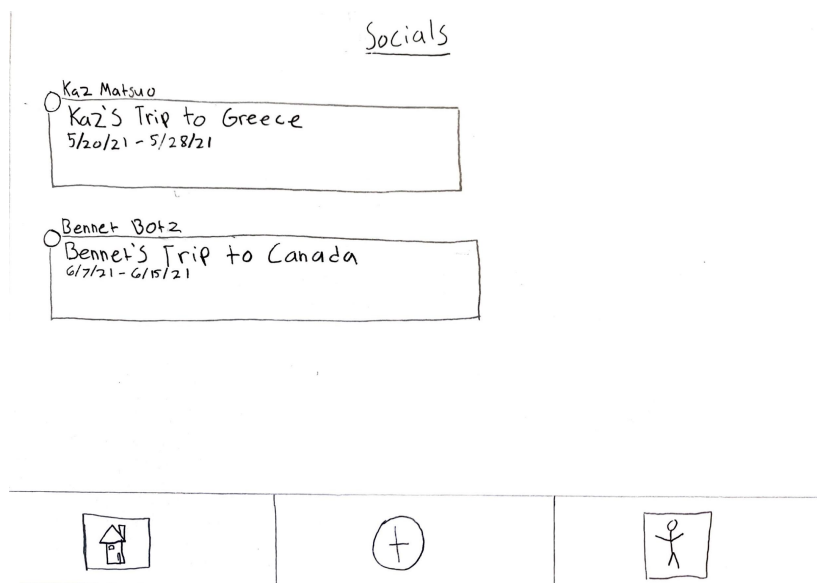 Socials
Kaz Matsuo
Kaz's Trip to Greece
5/20/21 - 5/28/21
Bennet Botz
Bennet's Trip to Canada
6/7/21 - 6/15/21